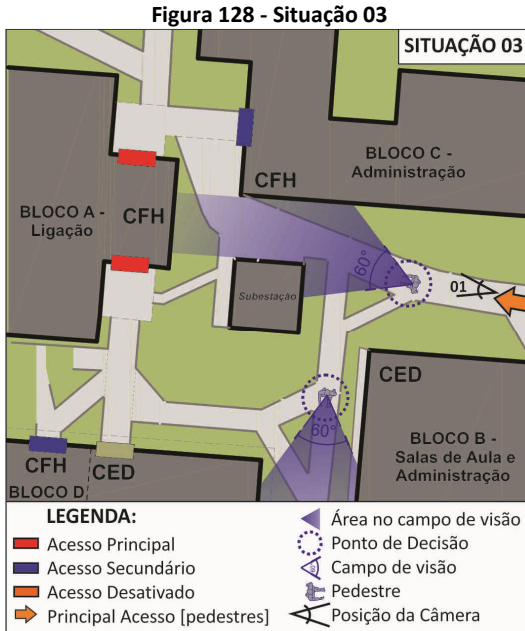 Figura 128 - Situação 03
SITUAÇÃO 03
BLOCO C -
Administração
CFH
BLOCO A -
Ligação
CFH
60°
01
Subestação
CED
60°
BLOCO B -
Salas de Aula e
Administração
CFH
CED
BLOCO D
LEGENDA:
Acesso Principal
Acesso Secundário
Acesso Desativado
Principal Acesso [pedestres]
Área no campo de visão
Ponto de Decisão
Campo de visão
Pedestre
Posição da Câmera